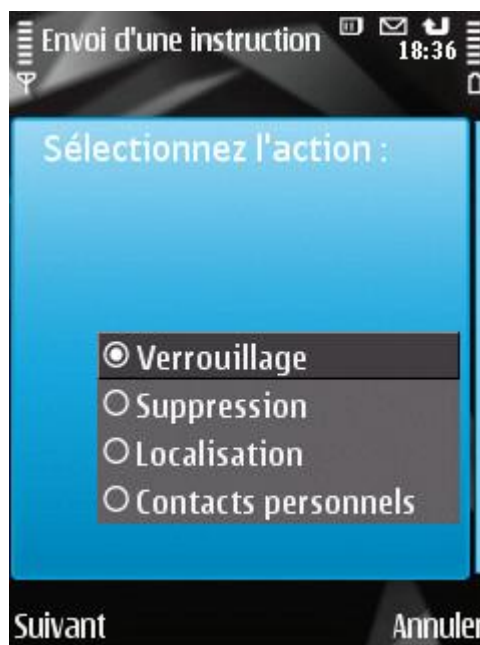 Envoi d'une instruction
18:36
Sélectionnez l'action :
Verrouillage
Suppression
Localisation
Contacts personnels
Suivant
Annuler